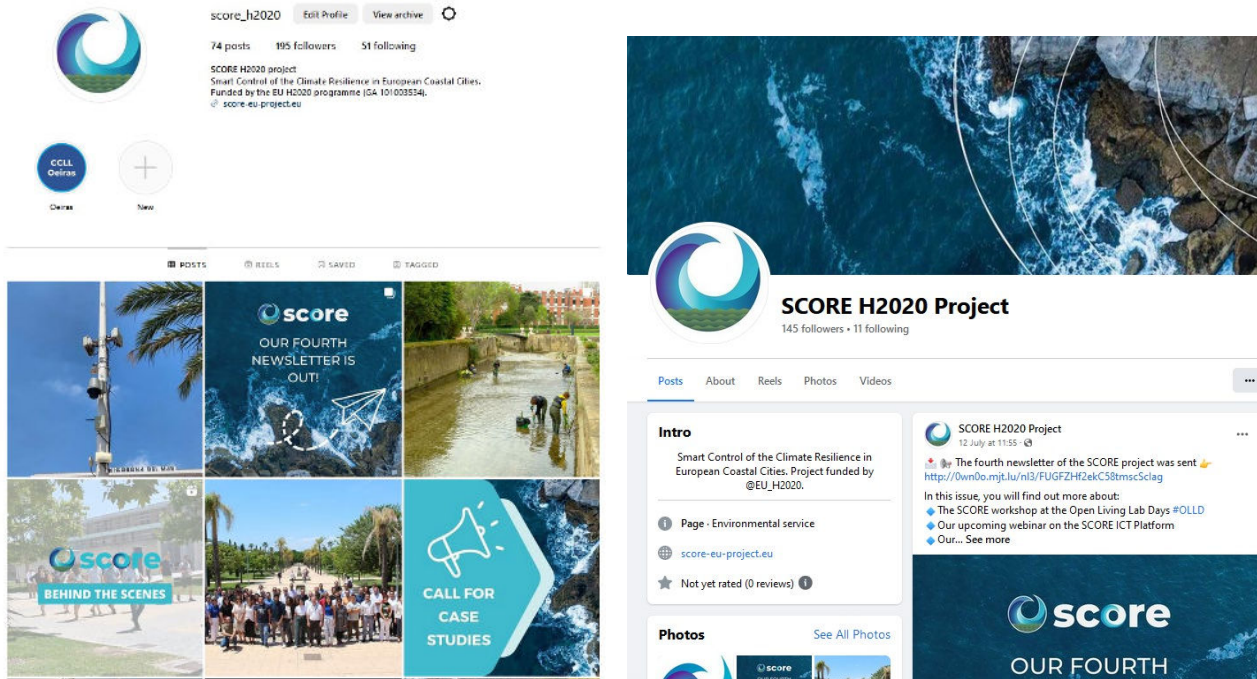 score_h2020 Edit Profile View archive
74 posts 195 followers 51 following
SCORE H2020 project
Smart Control of the Climate Resilience in European Coastal Cities.
Funded by the EU H2020 programme (GA 101003534).
score-eu-project.eu
CCLL
Oeiras
Oeiras New
POSTS REELS SAVED TAGGED
score
OUR FOURTH
NEWSLETTER IS
OUT!
score
BEHIND THE SCENES
CALL FOR
CASE
STUDIES
SCORE H2020 Project
145 followers • 11 following
Posts About Reels Photos Videos
Intro
Smart Control of the Climate Resilience in
European Coastal Cities. Project funded by
@EU_H2020.
Page · Environmental service
score-eu-project.eu
Not yet rated (0 reviews)
Photos See All Photos
score
SCORE H2020 Project
12 July at 11:55 ·
The fourth newsletter of the SCORE project was sent
http://0wn0o.mjt.lu/nl3/FUGFZHf2ekC58tmscSclag
In this issue, you will find out more about:
The SCORE workshop at the Open Living Lab Days #OLLD
Our upcoming webinar on the SCORE ICT Platform
Our... See more
score
OUR FOURTH